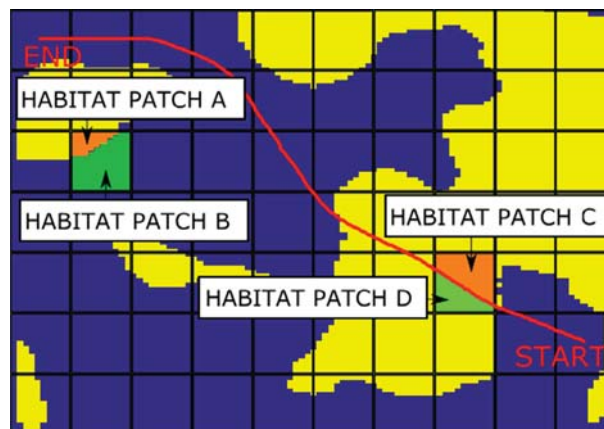 END
HABITAT PATCH A
HABITAT PATCH B
HABITAT PATCH C
HABITAT PATCH D
START